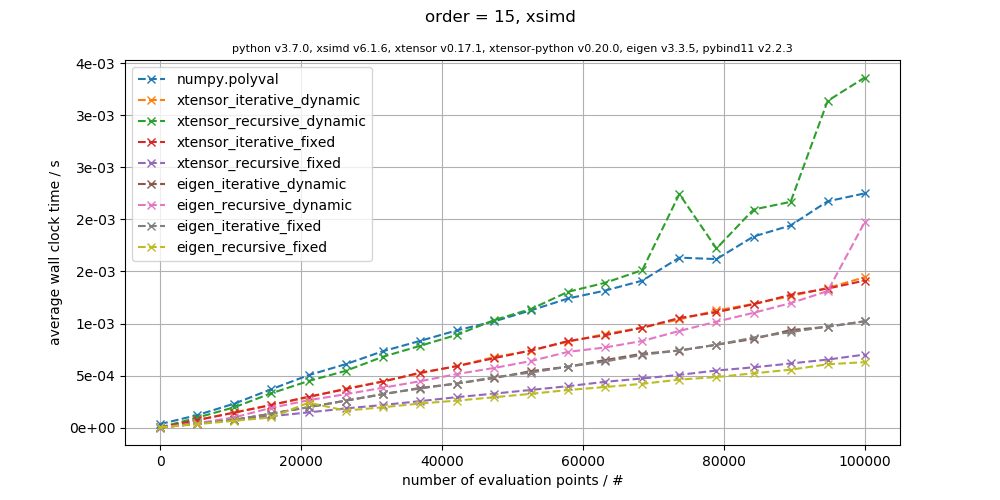 order = 15, xsimd
python v3.7.0, xsimd v6.1.6, xtensor v0.17.1, xtensor-python v0.20.0, eigen v3.3.5, pybind11 v2.2.3
numpy.polyval
xtensor_iterative_dynamic
xtensor_recursive_dynamic
xtensor_iterative_fixed
xtensor_recursive_fixed
eigen_iterative_dynamic
eigen_recursive_dynamic
eigen_iterative_fixed
eigen_recursive_fixed
average wall clock time / s
4e-03
3e-03
3e-03
2e-03
2e-03
1e-03
5e-04
0e+00
0 20000 40000 60000 80000 100000
number of evaluation points / #